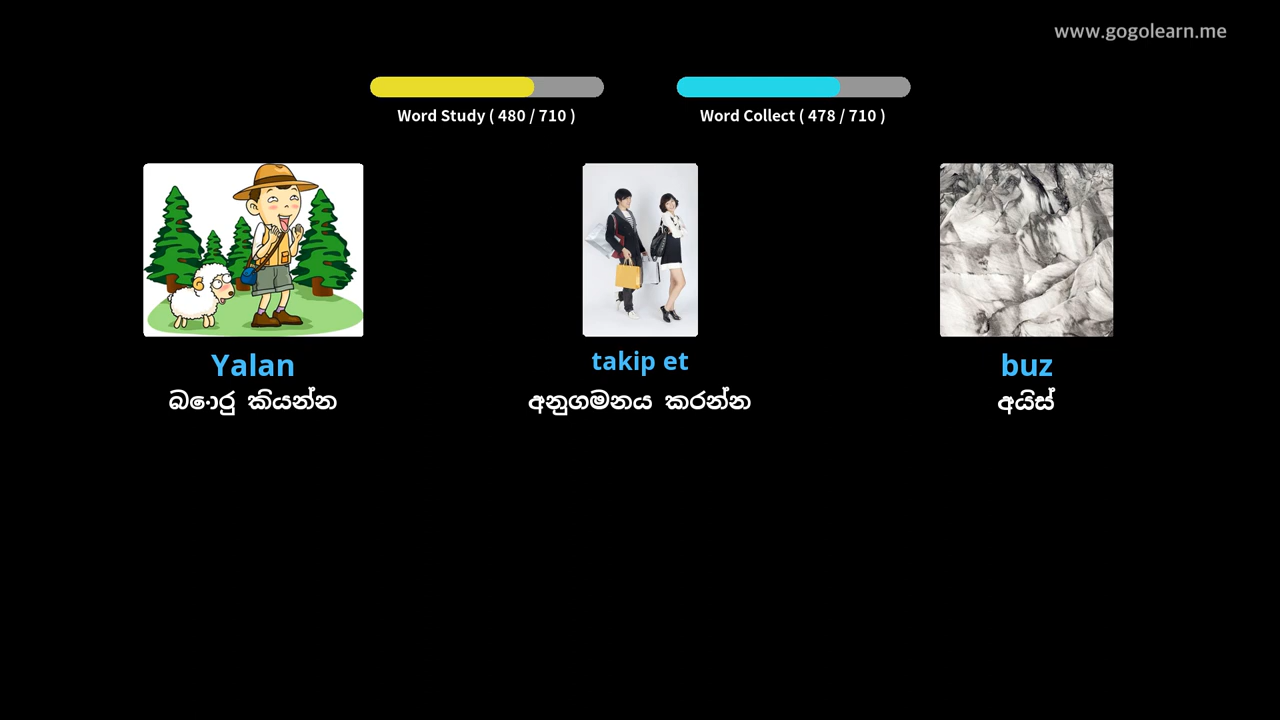 www.gogolearn.me
Word Study ( 480 / 710 )
Word Collect ( 478 / 710 )
Yalan
බොරු කියන්න
takip et
අනුගමනය කරන්න
buz
අයිස්